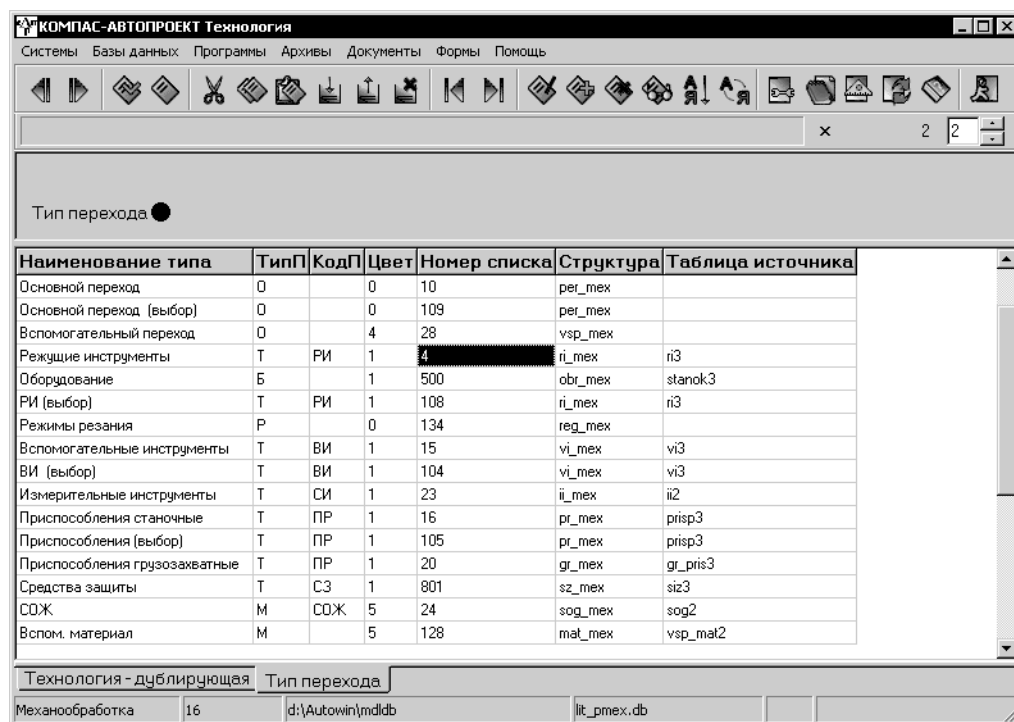 КОМПАС-АВТОПРОЕКТ Технология
Системы Базы данных Программы Архивы Документы Формы Помощь
× 2 2
Тип перехода
Наименование типа ТипП КодП Цвет Номер списка Структура Таблица источника
Основной переход О 0 10 per_mex
Основной переход (выбор) О 0 109 per_mex
Вспомогательный переход О 4 28 vsp_mex
Режущие инструменты Т РИ 1 4 ri_mex ri3
Оборудование Б 1 500 obr_mex stanok3
РИ (выбор) Т РИ 1 108 ri_mex ri3
Режимы резания Р 0 134 reg_mex
Вспомогательные инструменты Т ВИ 1 15 vi_mex vi3
ВИ (выбор) Т ВИ 1 104 vi_mex vi3
Измерительные инструменты Т СИ 1 23 ii_mex ii2
Приспособления станочные Т ПР 1 16 pr_mex prisp3
Приспособления (выбор) Т ПР 1 105 pr_mex prisp3
Приспособления грузозахватные Т ПР 1 20 gr_mex gr_pris3
Средства защиты Т СЗ 1 801 sz_mex siz3
СОЖ М СОЖ 5 24 sog_mex sog2
Вспом. материал М 5 128 mat_mex vsp_mat2
Технология-дублирующая Тип перехода
Механообработка 16 d:\Autowin\mdldb lit_pmex.db